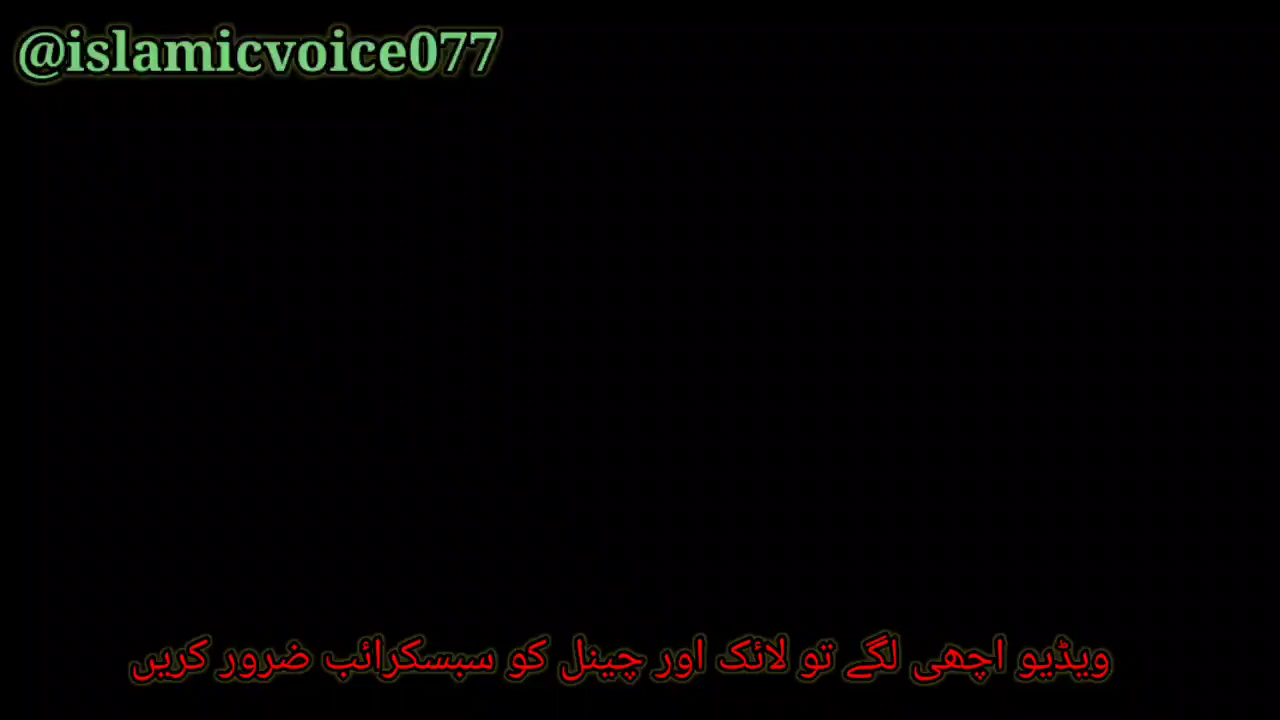 @islamicvoice077
ویڈیو اچھی لگے تو لائک اور چینل کو سبسکرائب ضرور کریں